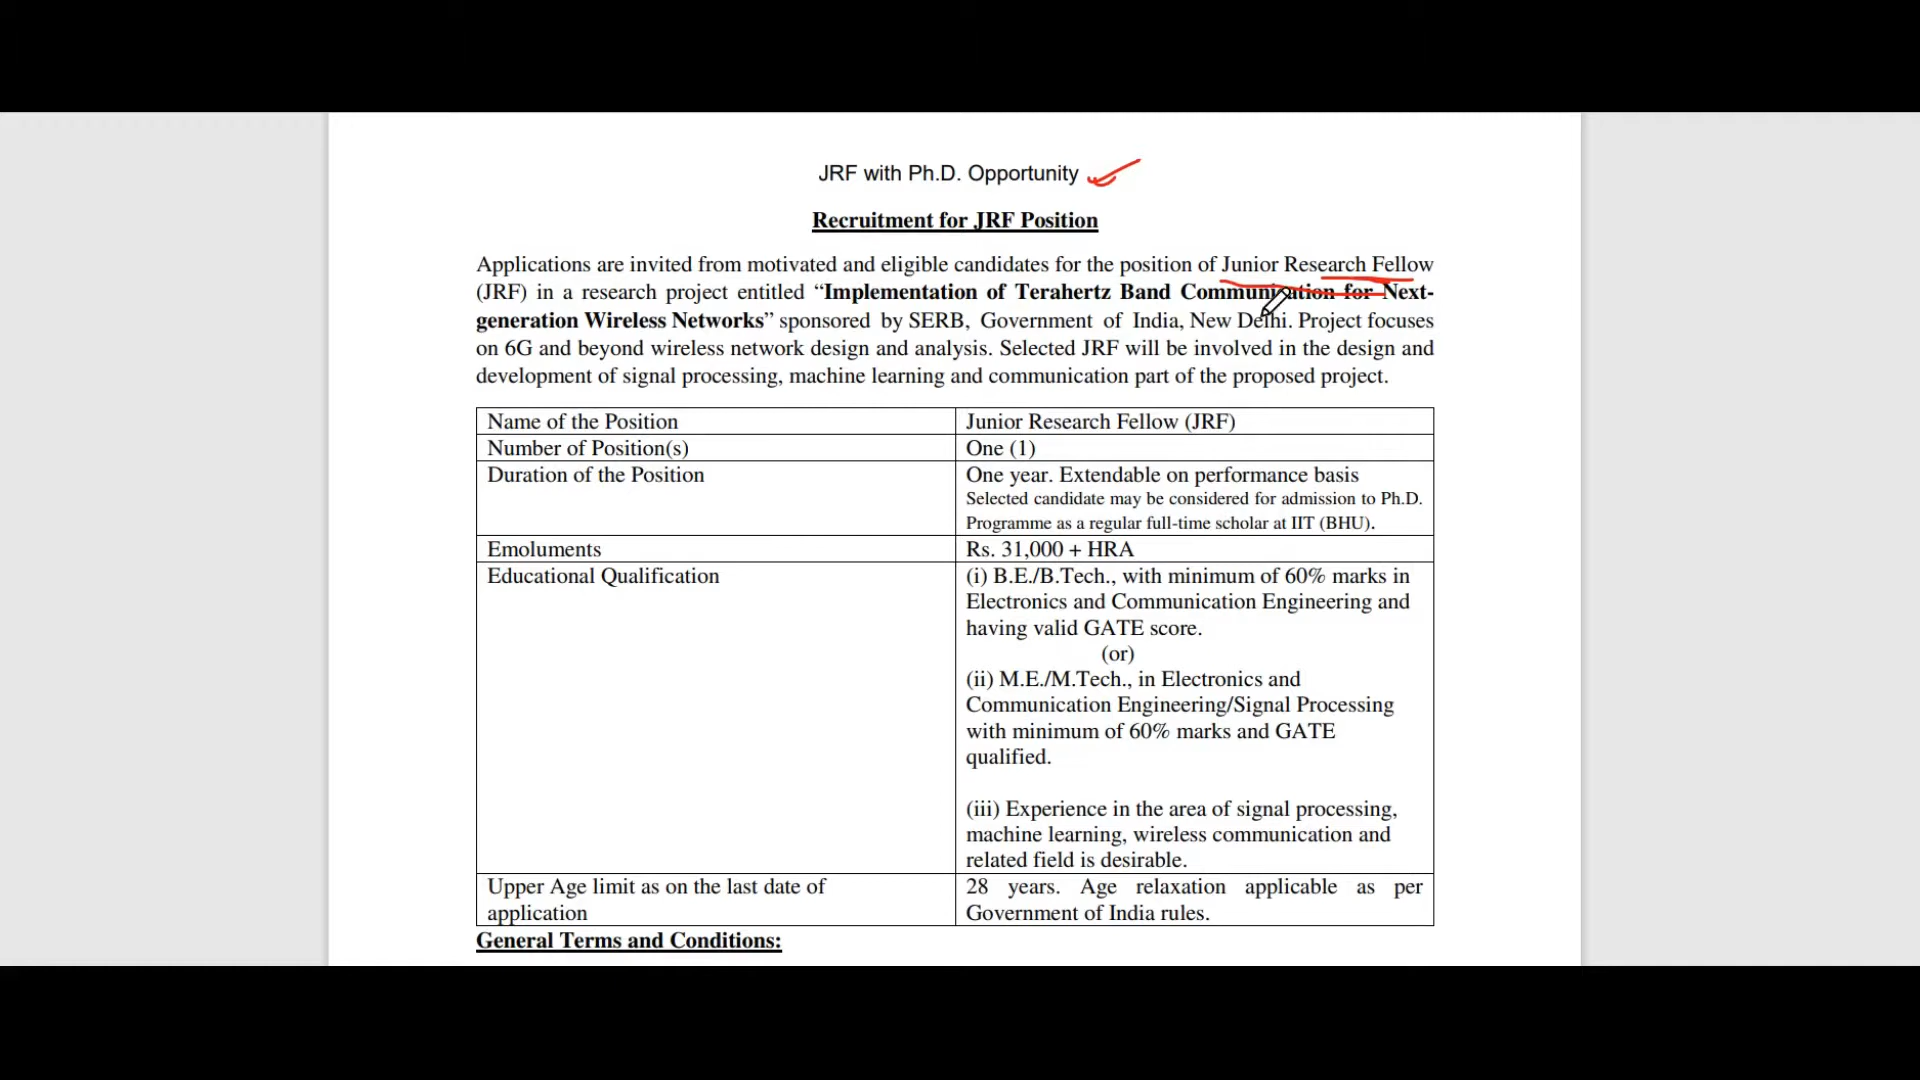 JRF with Ph.D. Opportunity
Recruitment for JRF Position
Applications are invited from motivated and eligible candidates for the position of Junior Research Fellow
(JRF) in a research project entitled “Implementation of Terahertz Band Communication for Next-
generation Wireless Networks” sponsored by SERB, Government of India, New Delhi. Project focuses
on 6G and beyond wireless network design and analysis. Selected JRF will be involved in the design and
development of signal processing, machine learning and communication part of the proposed project.
Name of the Position
Junior Research Fellow (JRF)
Number of Position(s)
One (1)
Duration of the Position
One year. Extendable on performance basis
Selected candidate may be considered for admission to Ph.D.
Programme as a regular full-time scholar at IIT (BHU).
Emoluments
Rs. 31,000 + HRA
Educational Qualification
(i) B.E./B.Tech., with minimum of 60% marks in
Electronics and Communication Engineering and
having valid GATE score.
(or)
(ii) M.E./M.Tech., in Electronics and
Communication Engineering/Signal Processing
with minimum of 60% marks and GATE
qualified.
(iii) Experience in the area of signal processing,
machine learning, wireless communication and
related field is desirable.
Upper Age limit as on the last date of
application
28 years. Age relaxation applicable as per
Government of India rules.
General Terms and Conditions: